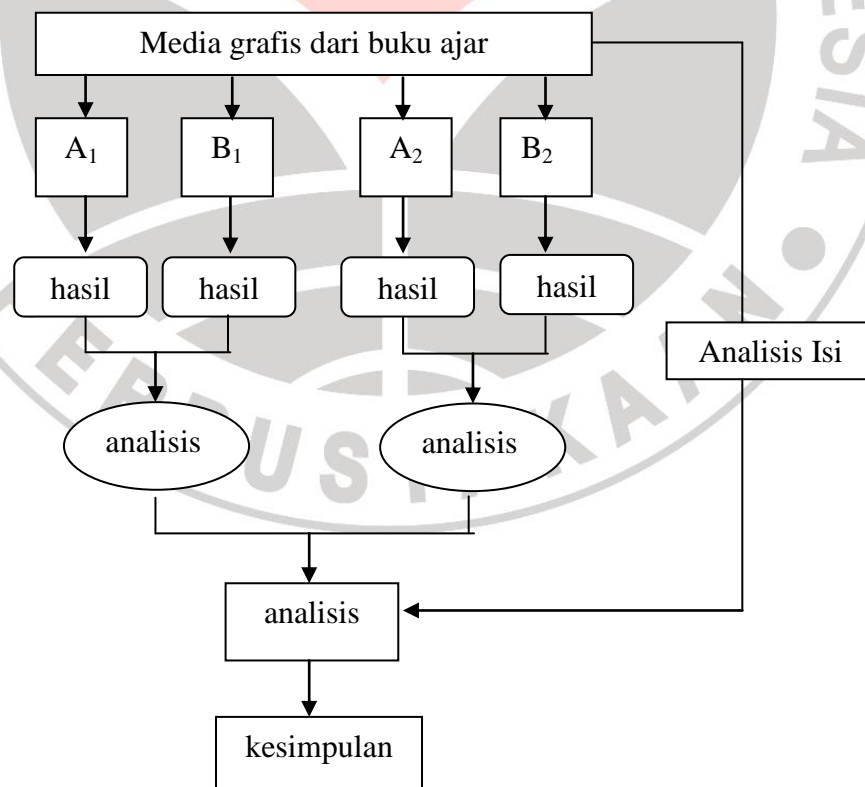 Media grafis dari buku ajar
A₁ B₁ A₂ B₂
hasil hasil hasil hasil
Analisis Isi
analisis analisis
analisis
kesimpulan